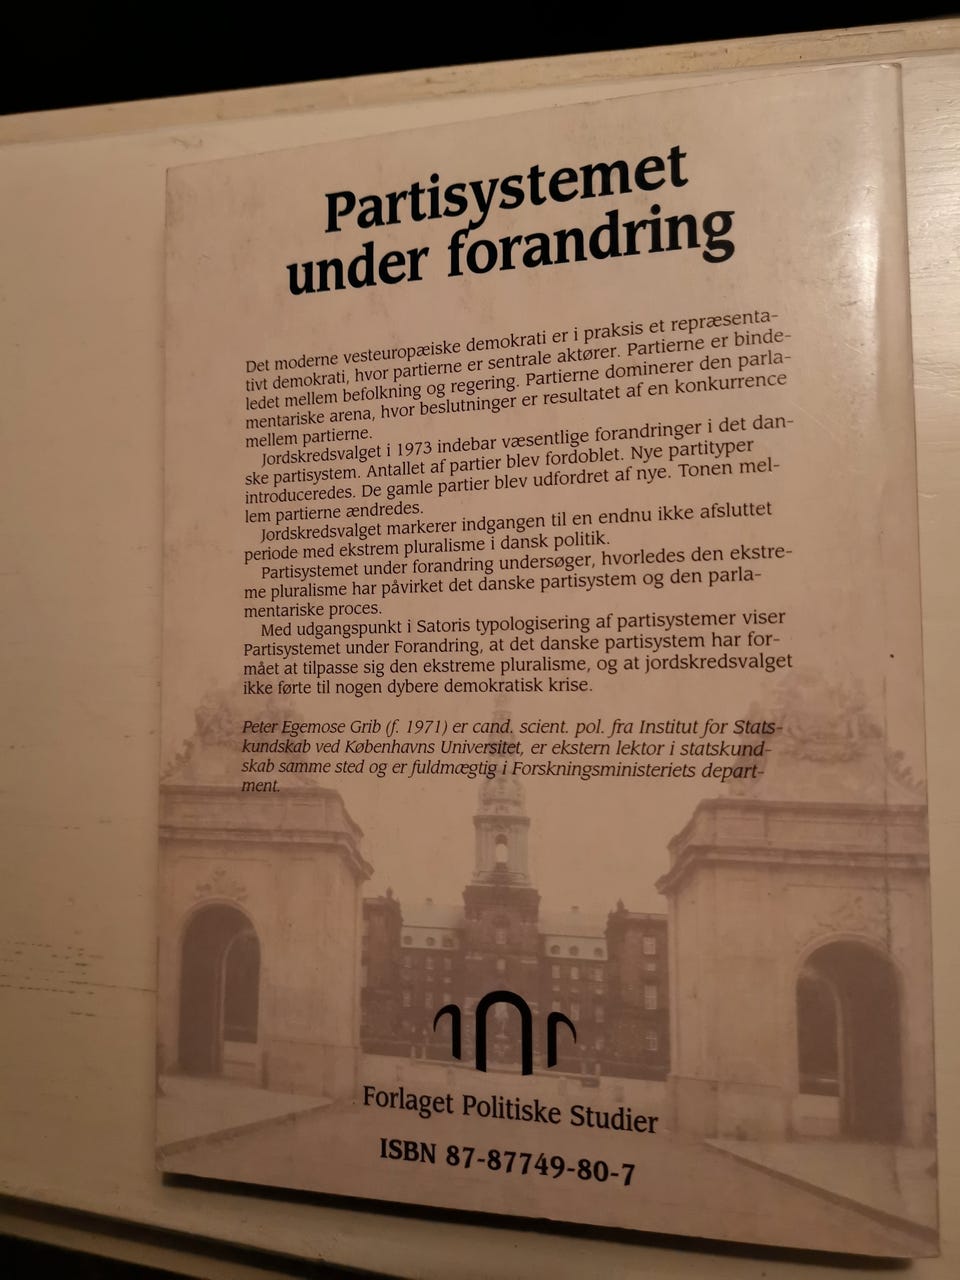 Partisystemet
under forandring
Det moderne vesteuropæiske demokrati er i praksis et repræsenta-
tivt demokrati, hvor partierne er sentrale aktører. Partierne er binde-
ledet mellem befolkning og regering. Partierne dominerer den parla-
mentariske arena, hvor beslutninger er resultatet af en konkurrence
mellem partierne.
Jordskredsvalget i 1973 indebar væsentlige forandringer i det dan-
ske partisystem. Antallet af partier blev fordoblet. Nye partityper
introduceredes. De gamle partier blev udfordret af nye. Tonen mel-
lem partierne ændredes.
Jordskredsvalget markerer indgangen til en endnu ikke afsluttet
periode med ekstrem pluralisme i dansk politik.
Partisystemet under forandring undersøger, hvorledes den ekstre-
me pluralisme har påvirket det danske partisystem og den parla-
mentariske proces.
Med udgangspunkt i Satoris typologisering af partisystemer viser
Partisystemet under Forandring, at det danske partisystem har for-
mået at tilpasse sig den ekstreme pluralisme, og at jordskredsvalget
ikke førte til nogen dybere demokratisk krise.
Peter Egemose Grib (f. 1971) er cand. scient. pol. fra Institut for Stats-
kundskab ved Københavns Universitet, er ekstern lektor i statskund-
skab samme sted og er fuldmægtig i Forskningsministeriets depart-
ment.
Forlaget Politiske Studier
ISBN 87-87749-80-7